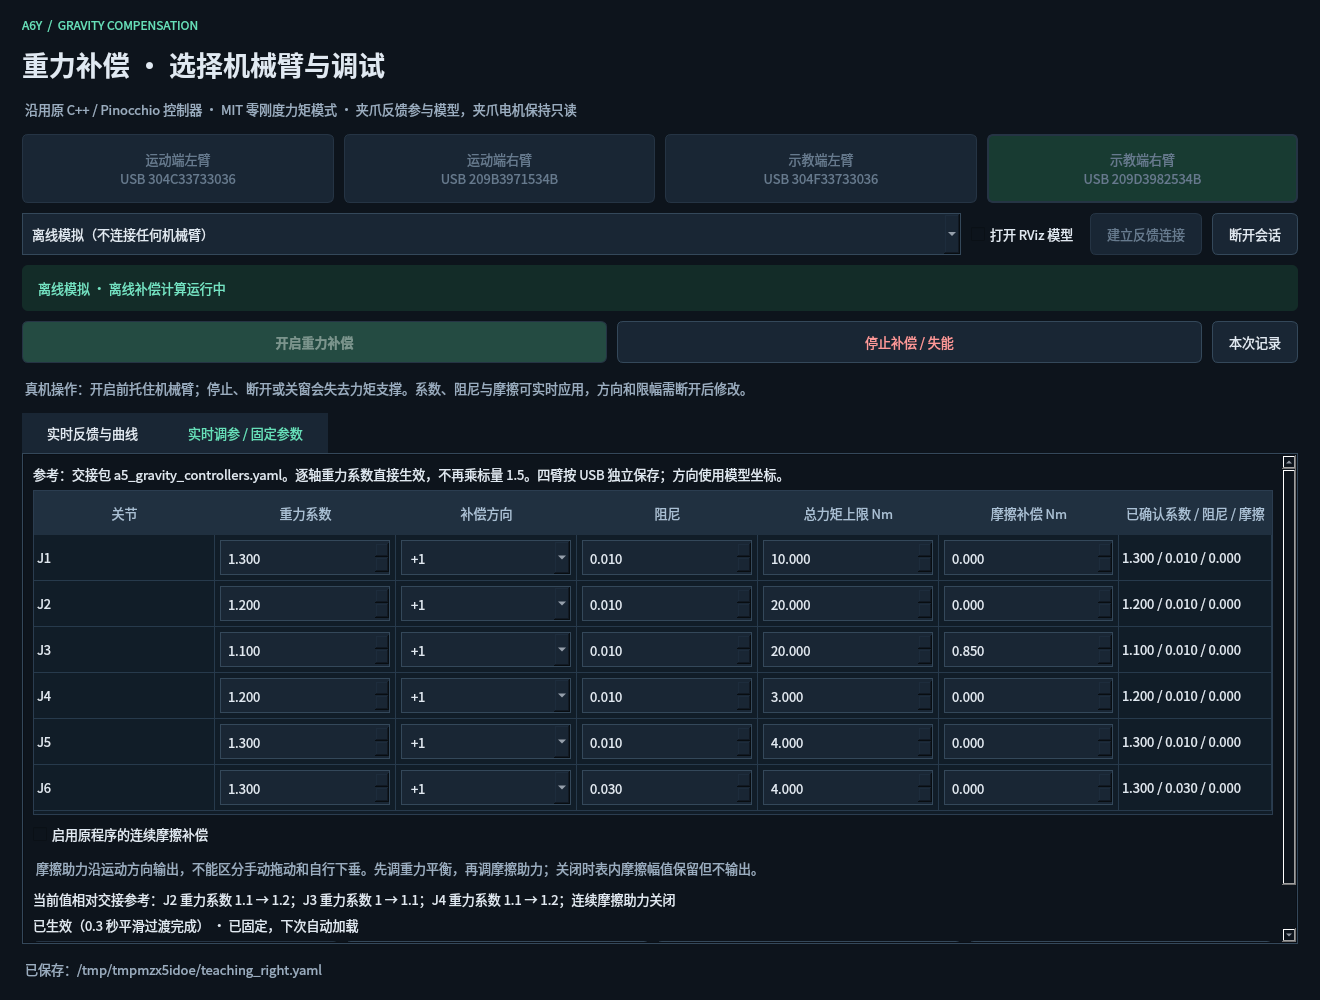 A6Y / GRAVITY COMPENSATION
重力补偿 · 选择机械臂与调试
沿用原 C++ / Pinocchio 控制器 · MIT 零刚度力矩模式 · 夹爪反馈参与模型，夹爪电机保持只读
运动端左臂
USB 304C33733036
运动端右臂
USB 209B3971534B
示教端左臂
USB 304F33733036
示教端右臂
USB 209D3982534B
离线模拟（不连接任何机械臂）
打开 RViz 模型
建立反馈连接
断开会话
离线模拟 · 离线补偿计算运行中
开启重力补偿
停止补偿 / 失能
本次记录
真机操作：开启前托住机械臂；停止、断开或关窗会失去力矩支撑。系数、阻尼与摩擦可实时应用，方向和限幅需断开后修改。
实时反馈与曲线
实时调参 / 固定参数
参考：交接包 a5_gravity_controllers.yaml。逐轴重力系数直接生效，不再乘标量 1.5。四臂按 USB 独立保存；方向使用模型坐标。
关节 重力系数 补偿方向 阻尼 总力矩上限 Nm 摩擦补偿 Nm 已确认系数 / 阻尼 / 摩擦
J1 1.300 +1 0.010 10.000 0.000 1.300 / 0.010 / 0.000
J2 1.200 +1 0.010 20.000 0.000 1.200 / 0.010 / 0.000
J3 1.100 +1 0.010 20.000 0.850 1.100 / 0.010 / 0.000
J4 1.200 +1 0.010 3.000 0.000 1.200 / 0.010 / 0.000
J5 1.300 +1 0.010 4.000 0.000 1.300 / 0.010 / 0.000
J6 1.300 +1 0.030 4.000 0.000 1.300 / 0.030 / 0.000
启用原程序的连续摩擦补偿
摩擦助力沿运动方向输出，不能区分手动拖动和自行下垂。先调重力平衡，再调摩擦助力；关闭时表内摩擦幅值保留但不输出。
当前值相对交接参考：J2 重力系数 1.1 → 1.2；J3 重力系数 1 → 1.1；J4 重力系数 1.1 → 1.2；连续摩擦助力关闭
已生效（0.3 秒平滑过渡完成） · 已固定，下次自动加载
已保存：/tmp/tmpmzx5idoe/teaching_right.yaml